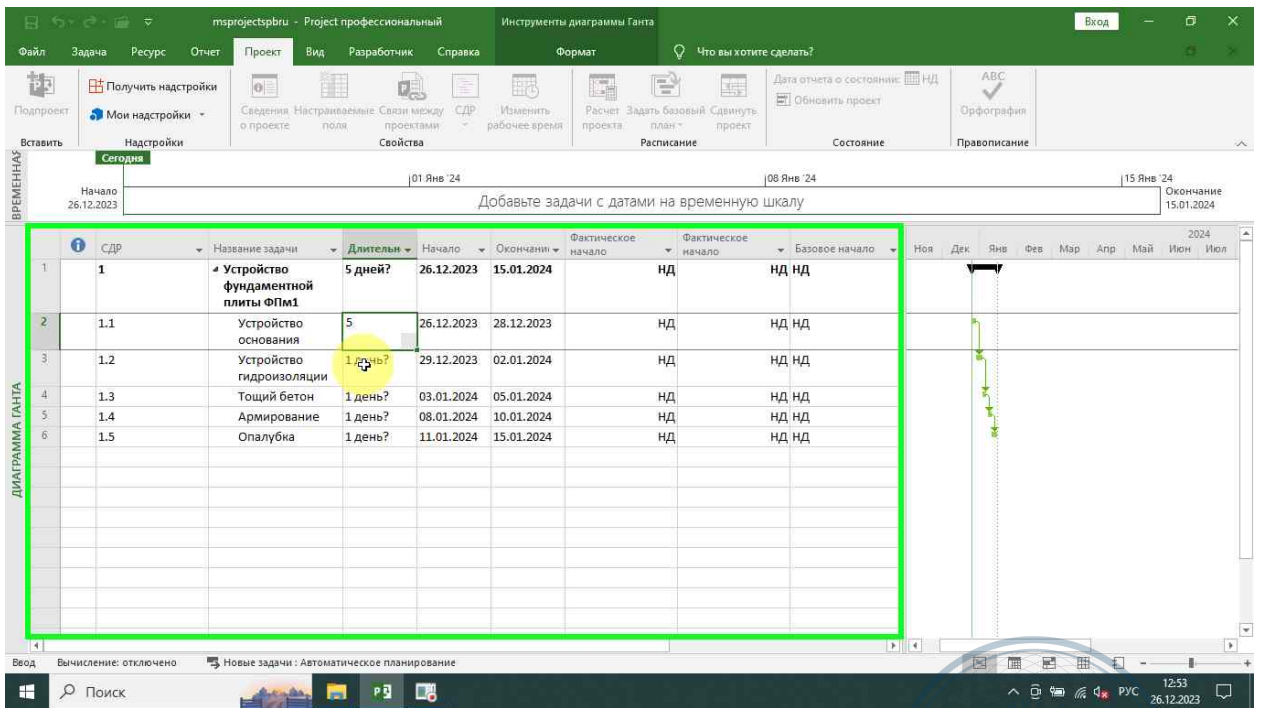 msprojectspbru - Project профессиональный
Инструменты диаграммы Ганта
Вход
Файл Задача Ресурс Отчет Проект Вид Разработчик Справка Формат Что вы хотите сделать?
Подпроект
Получить надстройки
Мои надстройки
Сведения о проекте
Настраиваемые поля
Связи между проектами
СДР
Изменить рабочее время
Расчет проекта
Задать базовый план
Сдвинуть проект
Дата отчета о состоянии: НД
Обновить проект
ABC
Орфография
Вставить Надстройки Свойства Расписание Состояние Правописание
ВРЕМЕННАЯ
Сегодня
01 Янв '24 08 Янв '24 15 Янв '24
Начало
26.12.2023
Добавьте задачи с датами на временную шкалу
Окончание
15.01.2024
ДИАГРАММА ГАНТА
СДР Название задачи Длительн Начало Окончани Фактическое начало Фактическое начало Базовое начало
2024
Ноя Дек Янв Фев Мар Апр Май Июн Июл
1 1 Устройство фундаментной плиты ФПм1 5 дней? 26.12.2023 15.01.2024 НД НД НД
2 1.1 Устройство основания 5 26.12.2023 28.12.2023 НД НД НД
3 1.2 Устройство гидроизоляции 1 день? 29.12.2023 02.01.2024 НД НД НД
4 1.3 Тощий бетон 1 день? 03.01.2024 05.01.2024 НД НД НД
5 1.4 Армирование 1 день? 08.01.2024 10.01.2024 НД НД НД
6 1.5 Опалубка 1 день? 11.01.2024 15.01.2024 НД НД НД
Ввод Вычисление: отключено Новые задачи : Автоматическое планирование
Поиск
РУС
12:53
26.12.2023